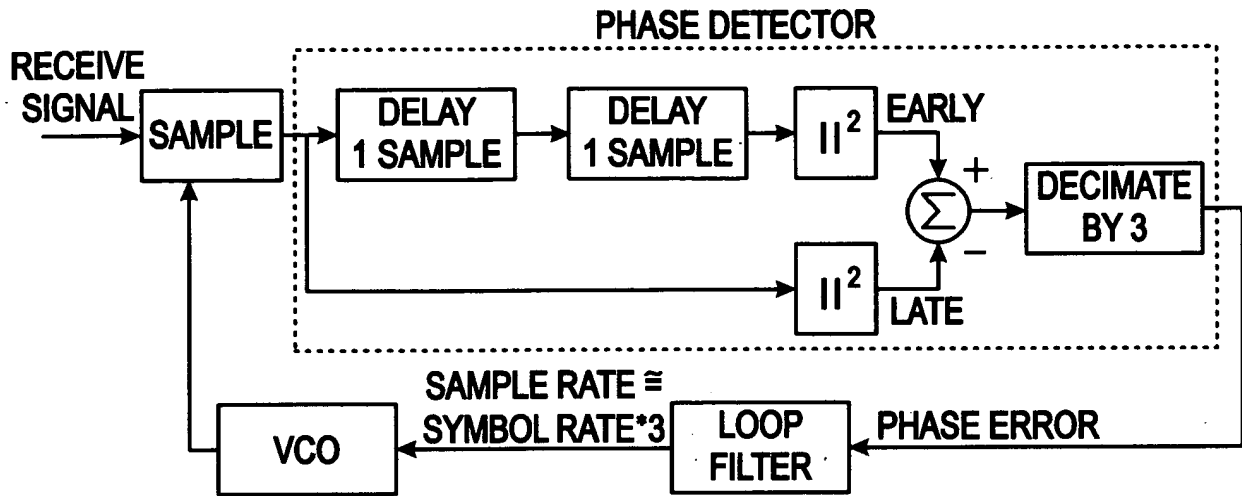 PHASE DETECTOR
RECEIVE
SIGNAL
SAMPLE
DELAY
1 SAMPLE
DELAY
1 SAMPLE
||²
EARLY
+
Σ
−
DECIMATE
BY 3
||²
LATE
SAMPLE RATE ≅
SYMBOL RATE*3
VCO
LOOP
FILTER
PHASE ERROR